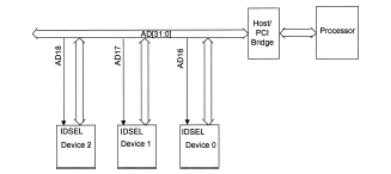 Host/
PCI
Bridge
Processor
AD[31:0]
AD18
AD17
AD16
IDSEL
Device 2
IDSEL
Device 1
IDSEL
Device 0